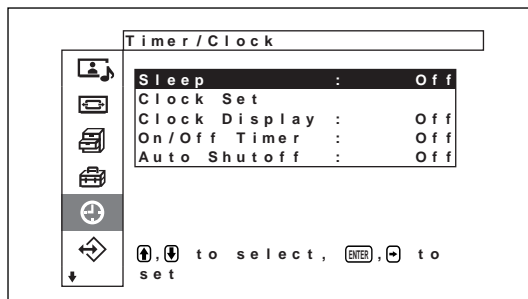 Timer/Clock
Sleep : Off
Clock Set
Clock Display : Off
On/Off Timer : Off
Auto Shutoff : Off
, to select, ENTER, to
set